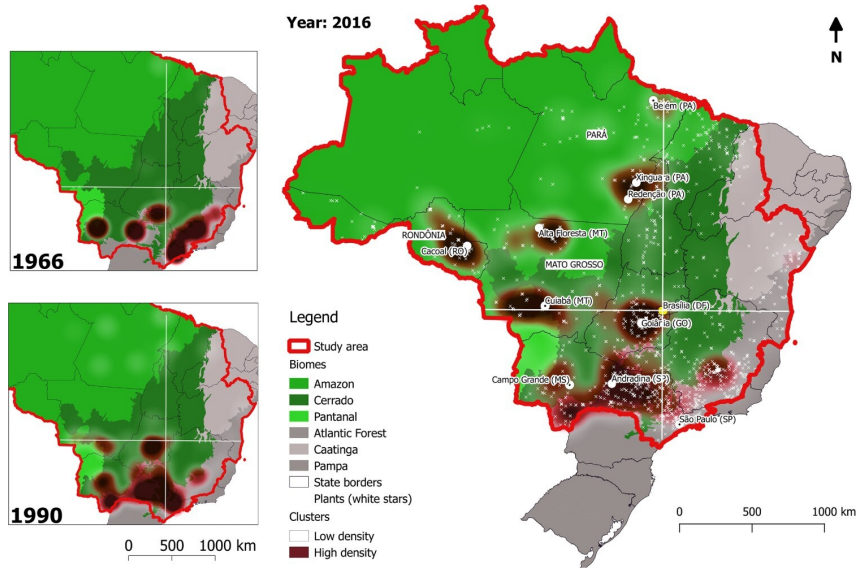 Year: 2016
N
1966
1990
0 500 1000 km
Belém (PA)
PARÁ
Xinguara (PA)
Redenção (PA)
RONDÔNIA
Alta Floresta (MT)
Cacoal (RO)
MATO GROSSO
Cuiabá (MT)
Brasília (DF)
Goiânia (GO)
Campo Grande (MS)
Andradina (SP)
São Paulo (SP)
Legend
Study area
Biomes
Amazon
Cerrado
Pantanal
Atlantic Forest
Caatinga
Pampa
State borders
Plants (white stars)
Clusters
Low density
High density
0 500 1000 km